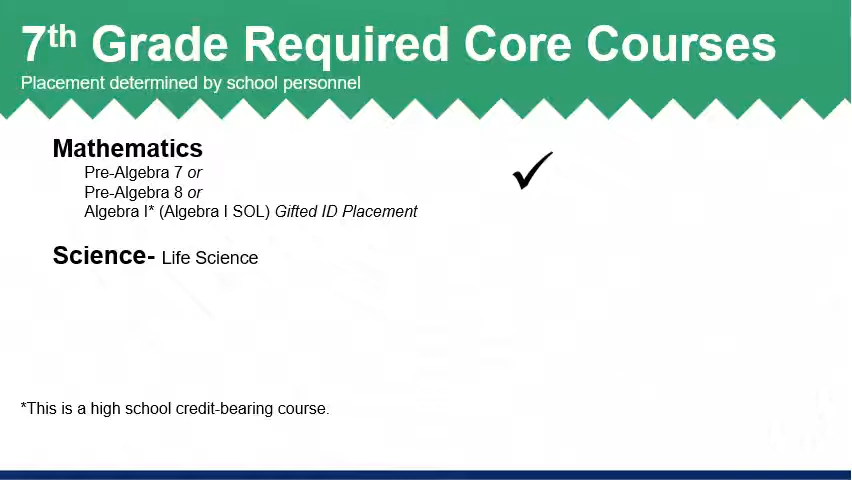 7th Grade Required Core Courses
Placement determined by school personnel
Mathematics
Pre-Algebra 7 or
Pre-Algebra 8 or
Algebra I* (Algebra I SOL) Gifted ID Placement
Science- Life Science
*This is a high school credit-bearing course.